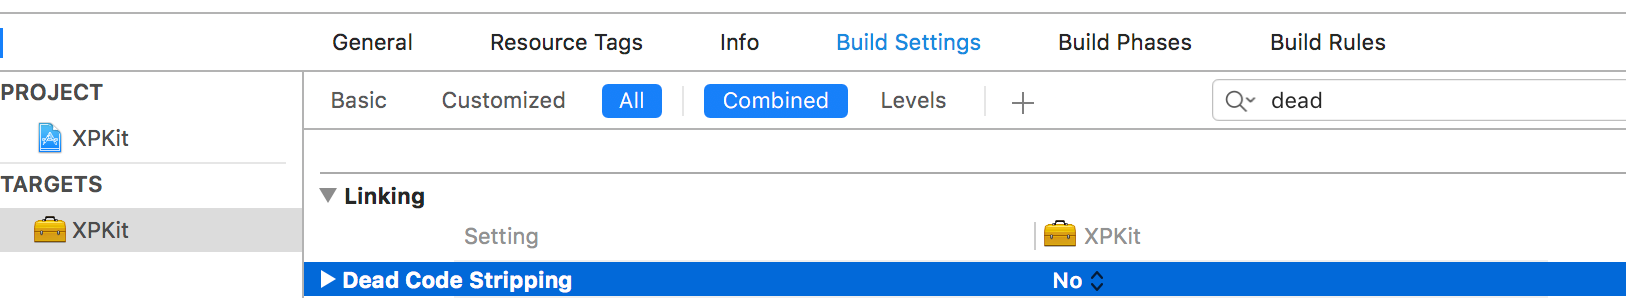 General Resource Tags Info Build Settings Build Phases Build Rules
PROJECT
XPKit
TARGETS
XPKit
Basic Customized All Combined Levels + dead
Linking
Setting XPKit
Dead Code Stripping No